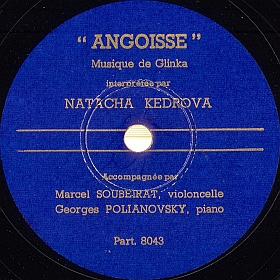 “ ANGOISSE ”
Musique de Glinka
interprétée par
NATACHA KEDROVA
Accompagnée par
Marcel SOUBEIRAT, violoncelle
Georges POLIANOVSKY, piano
Part. 8043